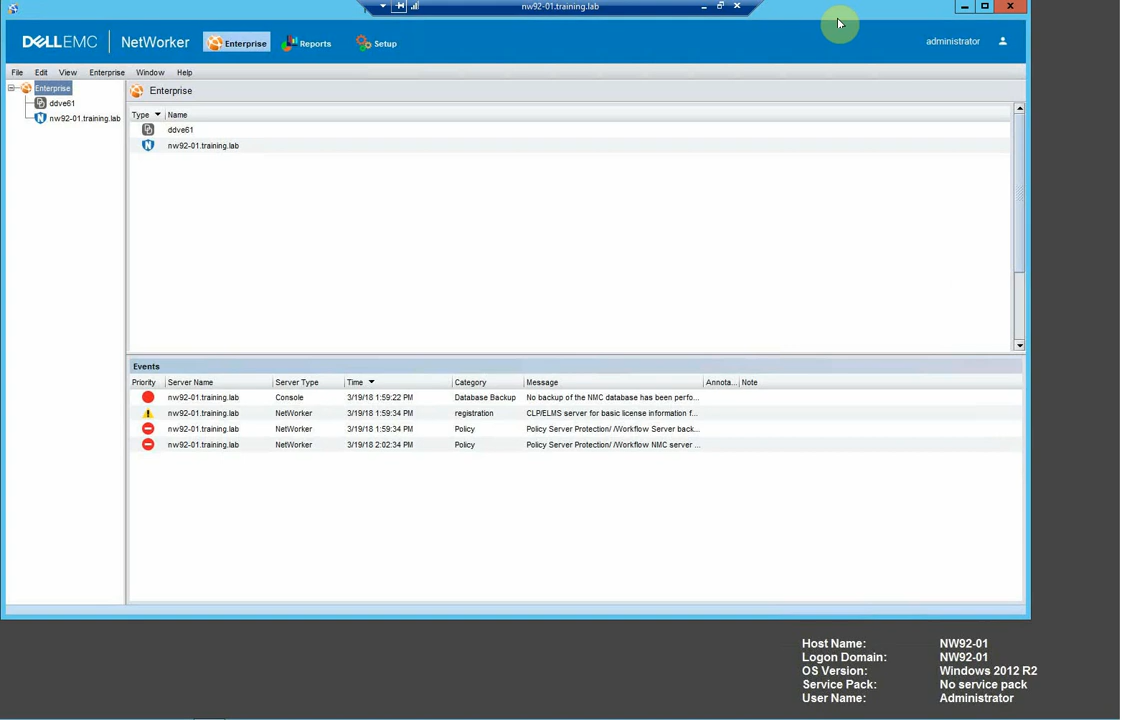 nw92-01.training.lab
DELLEMC NetWorker Enterprise Reports Setup administrator
File Edit View Enterprise Window Help
Enterprise
ddve61
nw92-01.training.lab
Enterprise
Type Name
ddve61
nw92-01.training.lab
Events
Priority Server Name Server Type Time Category Message Annota... Note
nw92-01.training.lab Console 3/19/18 1:59:22 PM Database Backup No backup of the NMC database has been perfo...
nw92-01.training.lab NetWorker 3/19/18 1:59:34 PM registration CLP/ELMS server for basic license information f...
nw92-01.training.lab NetWorker 3/19/18 1:59:34 PM Policy Policy Server Protection/ /Workflow Server back...
nw92-01.training.lab NetWorker 3/19/18 2:02:34 PM Policy Policy Server Protection/ /Workflow NMC server ...
Host Name: NW92-01
Logon Domain: NW92-01
OS Version: Windows 2012 R2
Service Pack: No service pack
User Name: Administrator